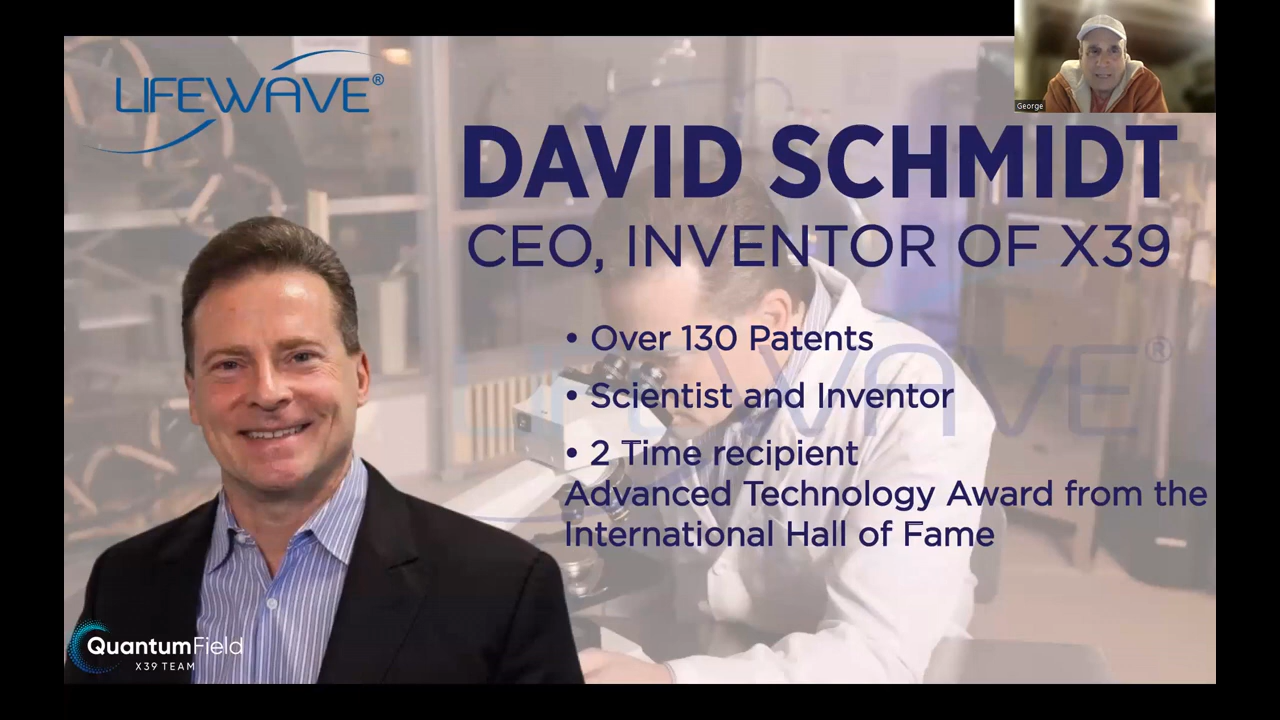 LIFEWAVE®
George
DAVID SCHMIDT
CEO, INVENTOR OF X39
• Over 130 Patents
• Scientist and Inventor
• 2 Time recipient
Advanced Technology Award from the
International Hall of Fame
LIFEWAVE®
QuantumField
X39 TEAM